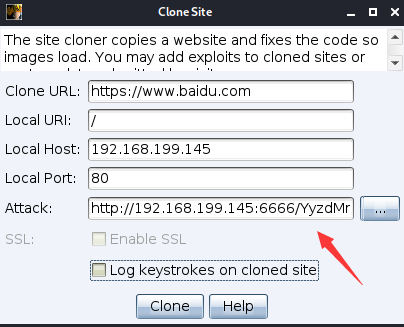 Clone Site
The site cloner copies a website and fixes the code so
images load. You may add exploits to cloned sites or
Clone URL: https://www.baidu.com
Local URI: /
Local Host: 192.168.199.145
Local Port: 80
Attack: http://192.168.199.145:6666/YyzdMr ...
SSL: Enable SSL
Log keystrokes on cloned site
Clone Help